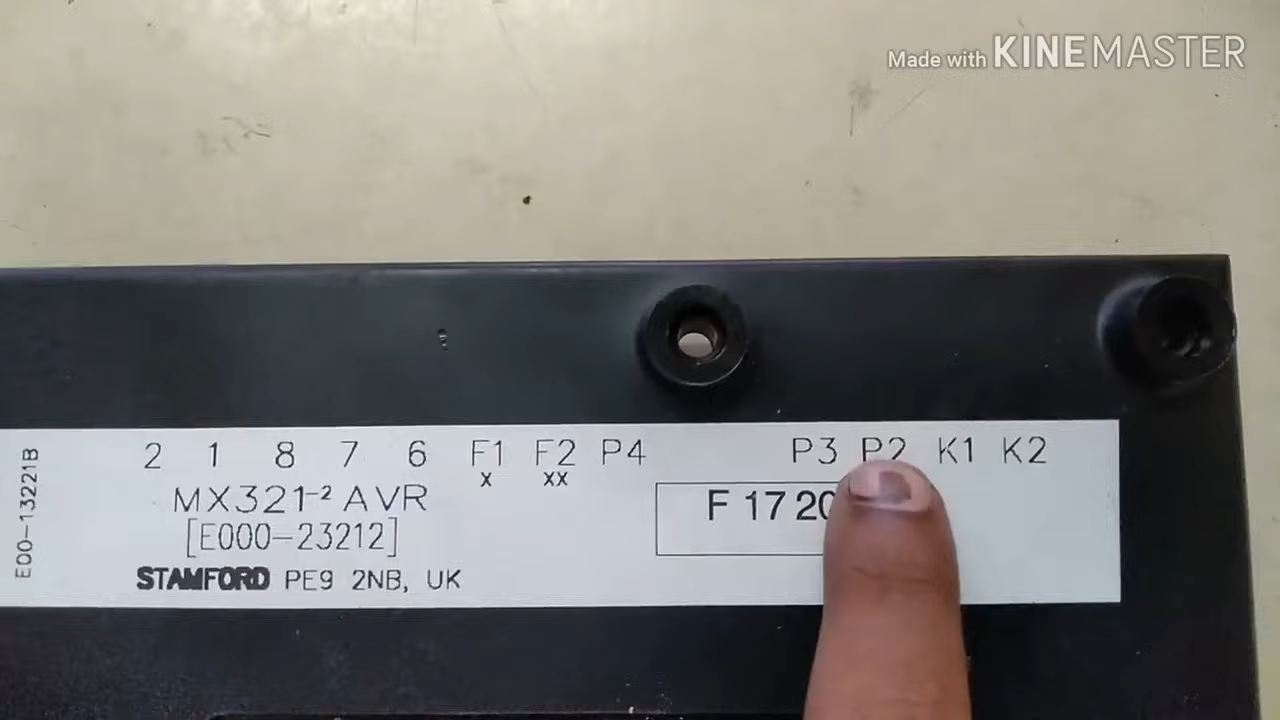 Made with KINEMASTER
E00-13221B
2 1 8 7 6 F1 F2 P4 P3 P2 K1 K2
x xx
MX321-² AVR
F 17 20
[E000-23212]
STAMFORD PE9 2NB, UK